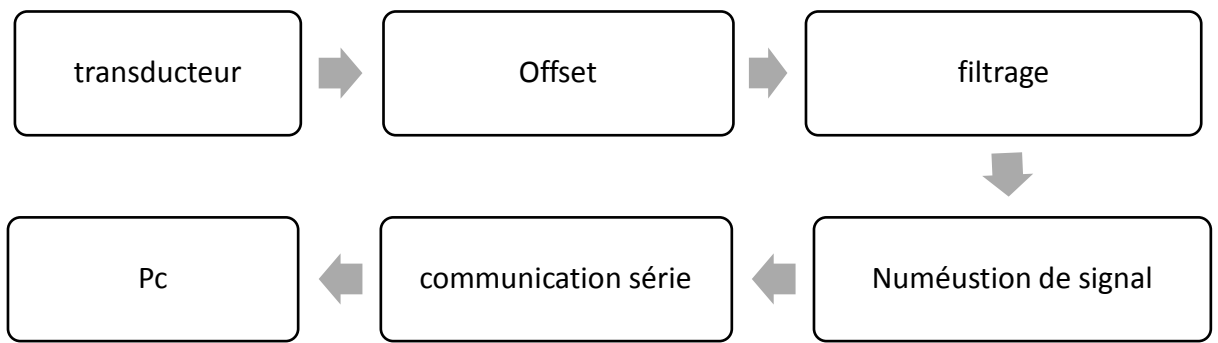 transducteur
Offset
filtrage
Numéustion de signal
communication série
Pc